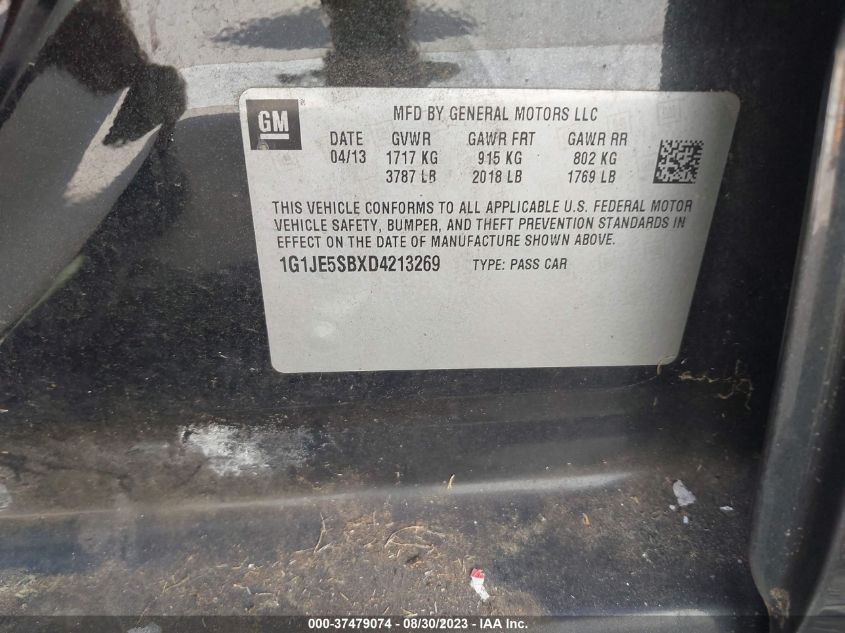 GM
MFD BY GENERAL MOTORS LLC
DATE GVWR GAWR FRT GAWR RR
04/13 1717 KG 915 KG 802 KG
3787 LB 2018 LB 1769 LB
THIS VEHICLE CONFORMS TO ALL APPLICABLE U.S. FEDERAL MOTOR
VEHICLE SAFETY, BUMPER, AND THEFT PREVENTION STANDARDS IN
EFFECT ON THE DATE OF MANUFACTURE SHOWN ABOVE.
1G1JE5SBXD4213269 TYPE: PASS CAR
000-37479074 - 08/30/2023 - IAA Inc.